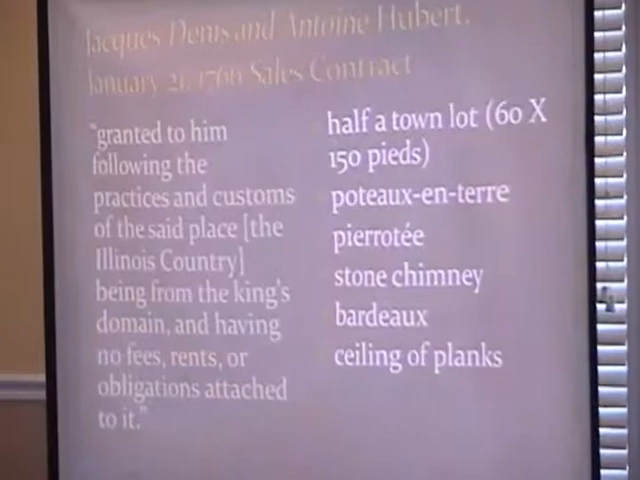 Jacques Denis and Antoine Hubert,
January 21, 1766 Sales Contract
"granted to him
following the
practices and customs
of the said place [the
Illinois Country]
being from the king's
domain, and having
no fees, rents, or
obligations attached
to it."
half a town lot (60 X
150 pieds)
poteaux-en-terre
pierrotée
stone chimney
bardeaux
ceiling of planks